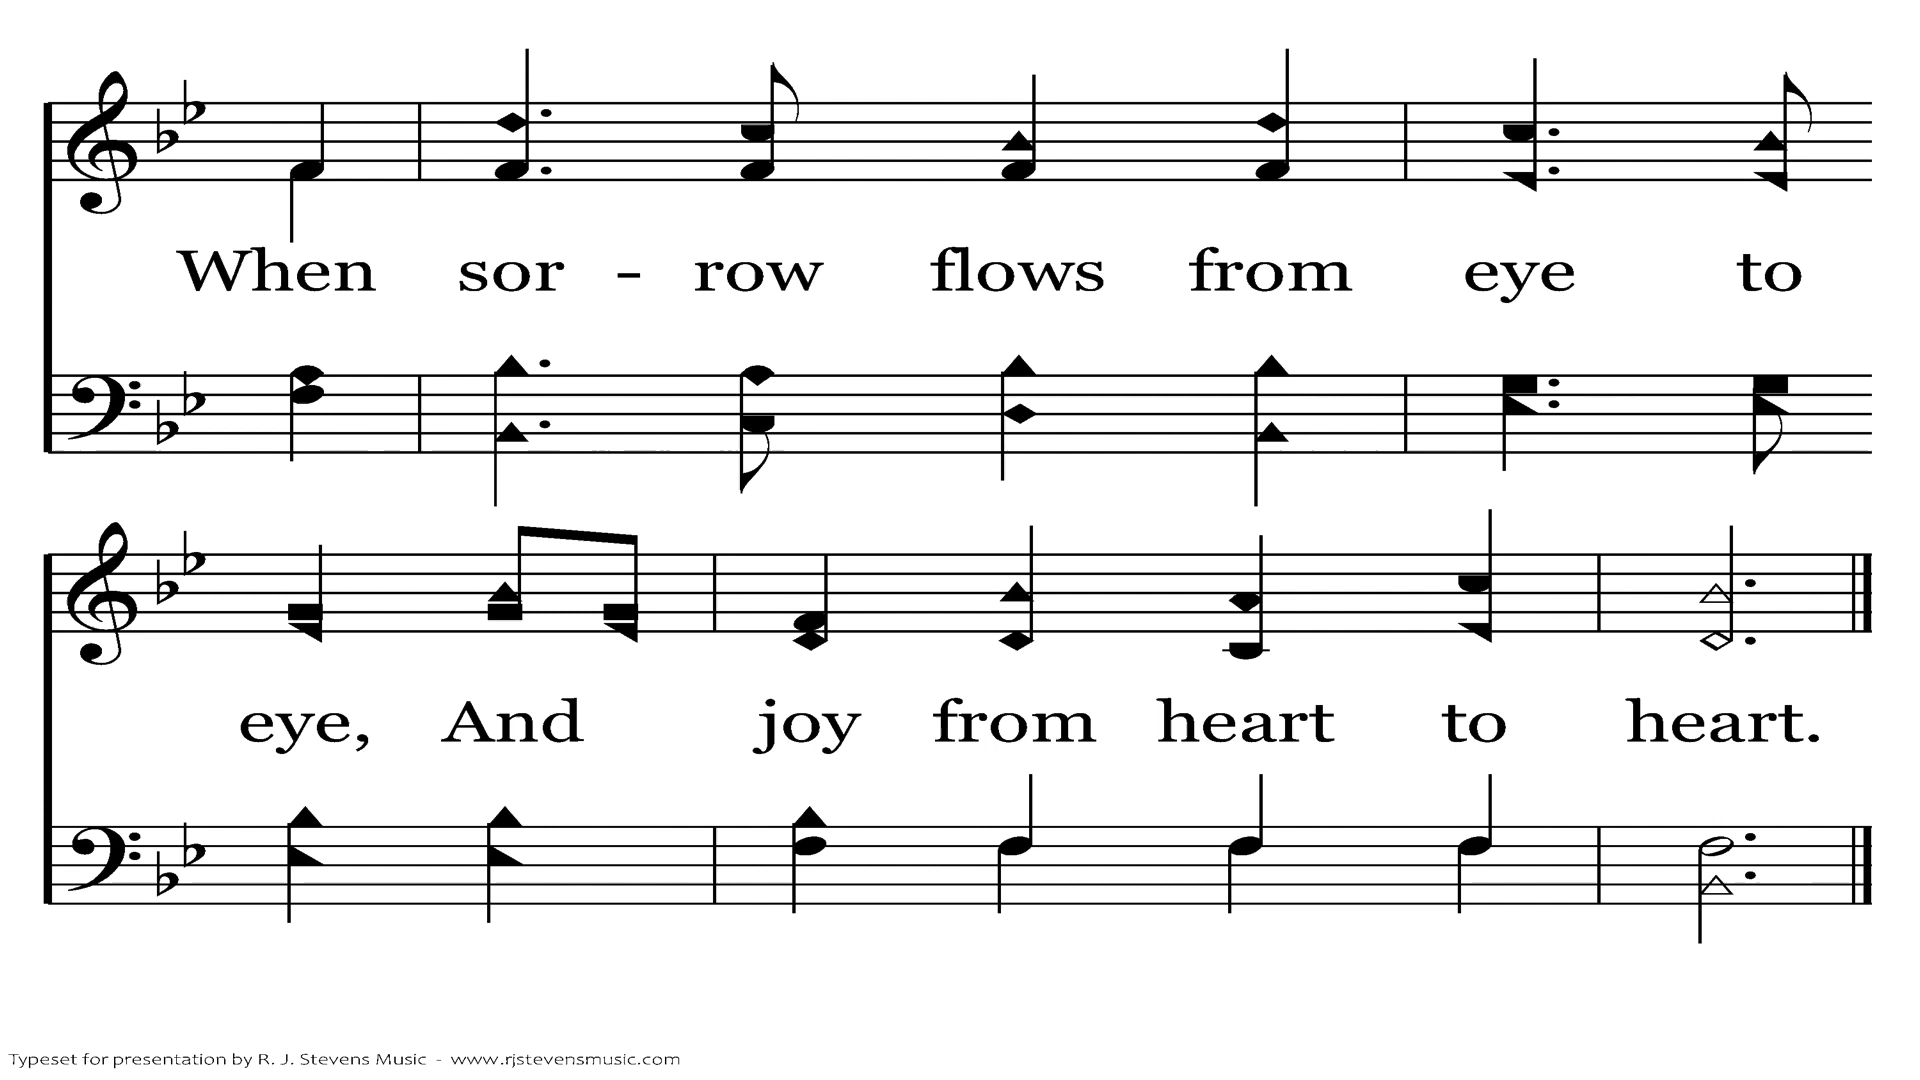 When sor - row flows from eye to
eye, And joy from heart to heart.
Typeset for presentation by R. J. Stevens Music - www.rjstevensmusic.com